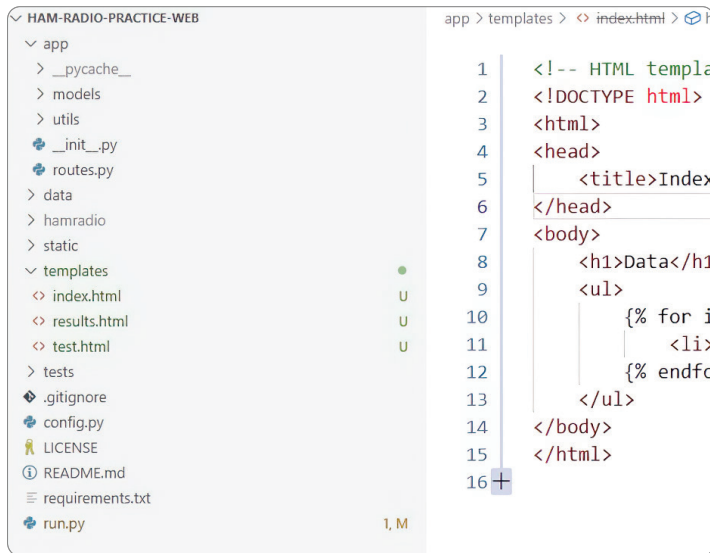 HAM-RADIO-PRACTICE-WEB
app
__pycache__
models
utils
__init__.py
routes.py
data
hamradio
static
templates
index.html U
results.html U
test.html U
tests
.gitignore
config.py
LICENSE
README.md
requirements.txt
run.py 1, M
app > templates > <> index.html > h
1 <!-- HTML templa
2 <!DOCTYPE html>
3 <html>
4 <head>
5 <title>Index
6 </head>
7 <body>
8 <h1>Data</h1
9 <ul>
10 {% for i
11 <li>
12 {% endfo
13 </ul>
14 </body>
15 </html>
16